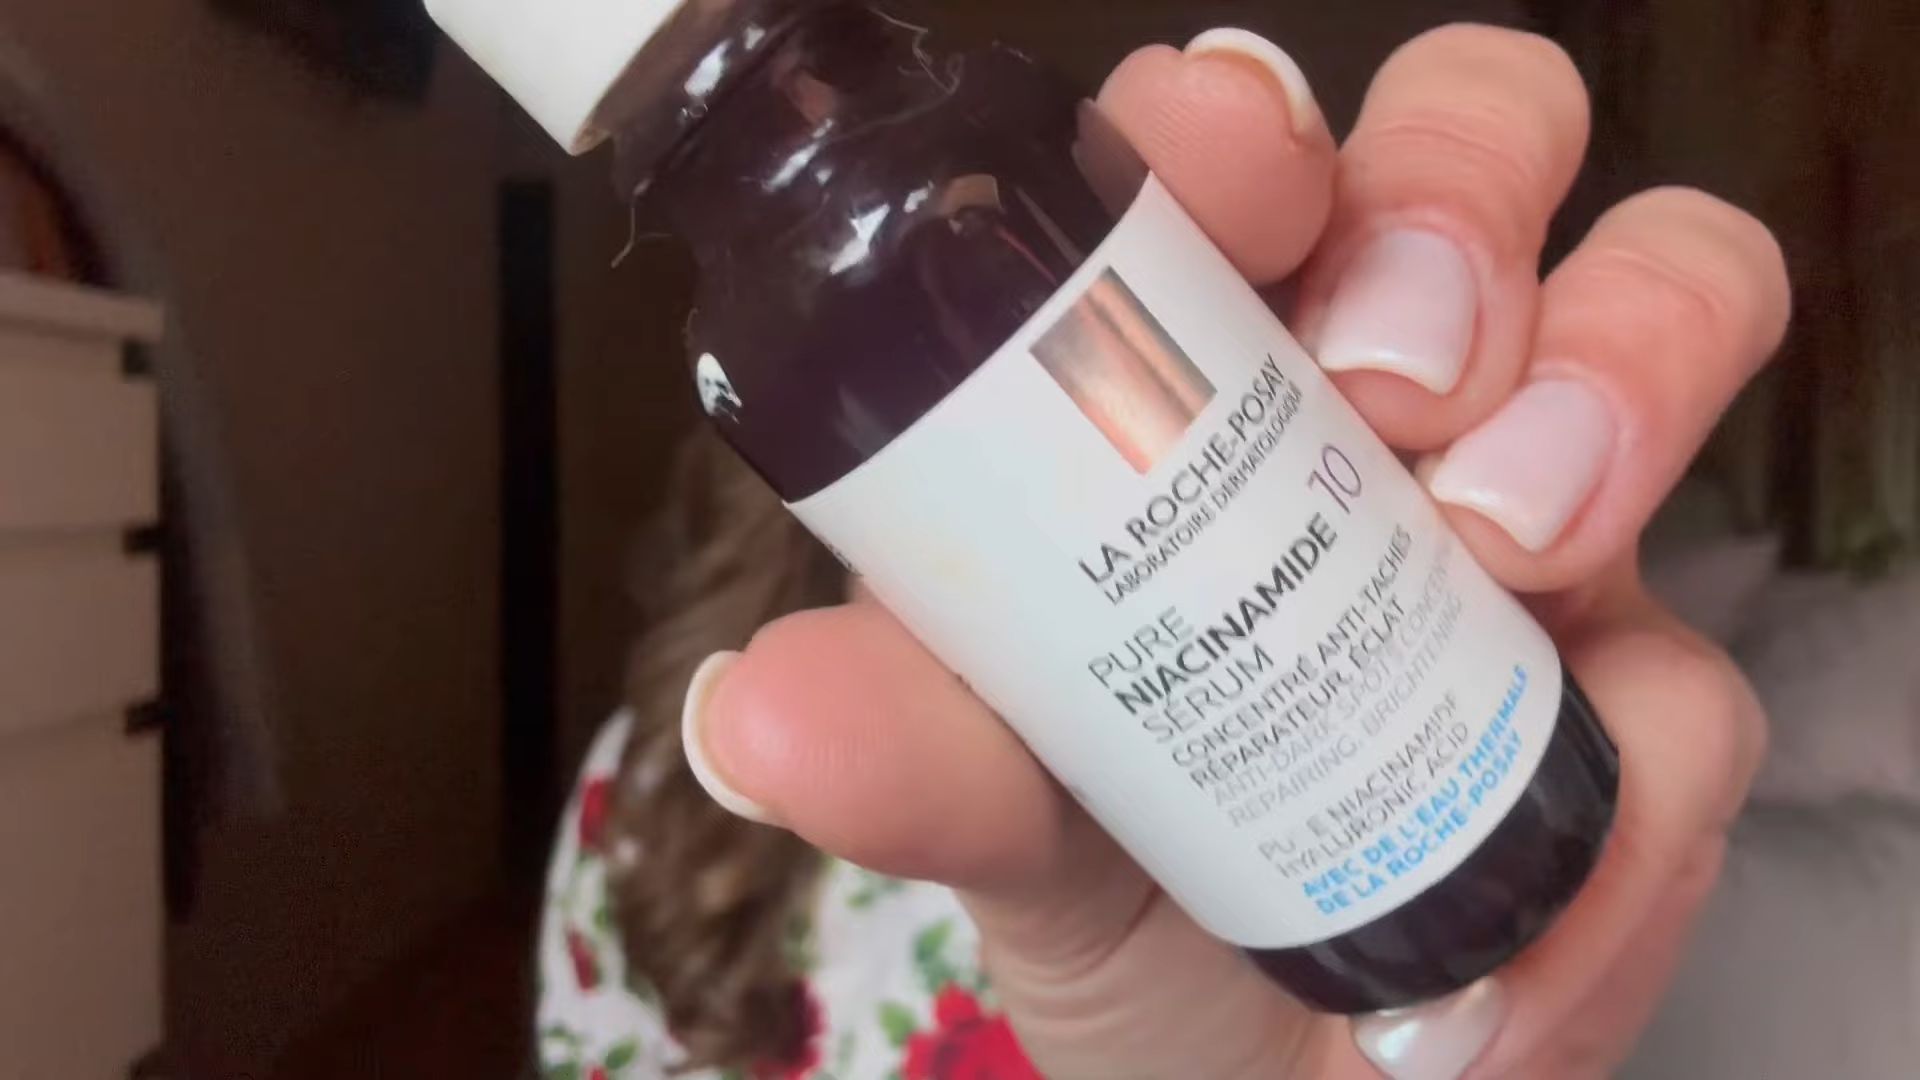 LA ROCHE-POSAY
LABORATOIRE DERMATOLOGIQUE
PURE
NIACINAMIDE 10
SÉRUM
CONCENTRÉ ANTI-TACHES
RÉPARATEUR, ÉCLAT
ANTI-DARK SPOT
REPAIRING, BRIGHTENING
NIACINAMIDE
HYALURONIC ACID
AVEC DE L'EAU THERMALE
DE LA ROCHE-POSAY